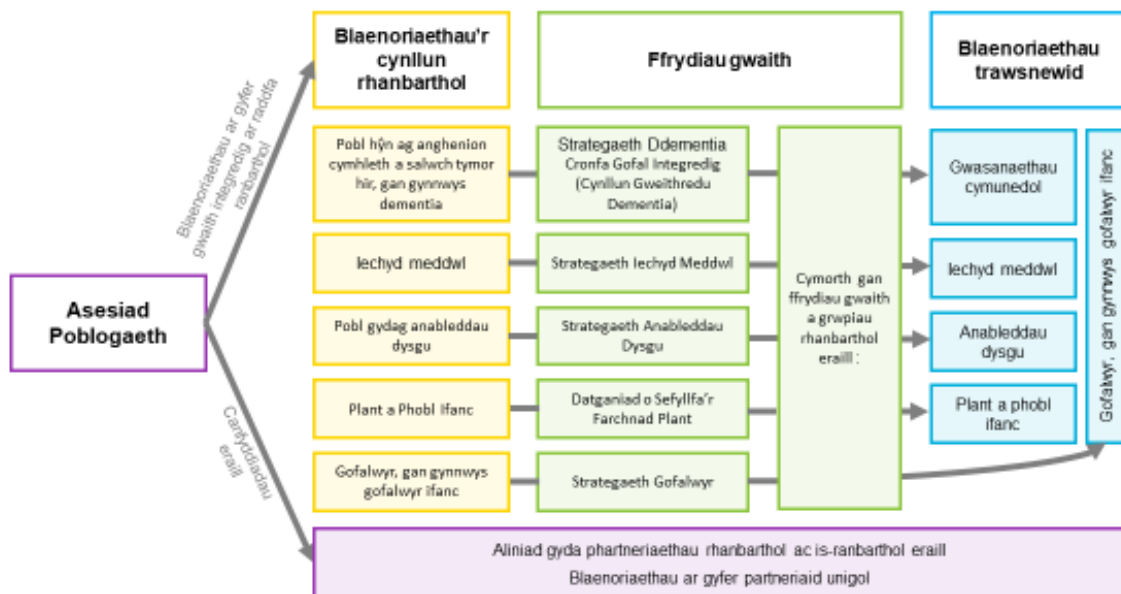 Blaenoriaethau'r
cynllun
rhanbarthol
Ffrydiau gwaith
Blaenoriaethau
trawsnewid
Blaenoriaethau ar gyfer
gwaith integredig ar raddfa
ranbarthol
Asesiad
Poblogaeth
Canfyddiadau
eraill
Pobl hŷn ag anghenion
cymhleth a salwch tymor
hir, gan gynnwys
dementia
Strategaeth Ddementia
Cronfa Gofal Integredig
(Cynllun Gweithredu
Dementia)
Gwasanaethau
cymunedol
Iechyd meddwl
Strategaeth Iechyd Meddwl
Iechyd meddwl
Pobl gydag anableddau
dysgu
Strategaeth Anableddau
Dysgu
Anableddau
dysgu
Plant a Phobl Ifanc
Datganiad o Sefyllfa'r
Farchnad Plant
Plant a phobl
ifanc
Gofalwyr, gan gynnwys
gofalwyr ifanc
Strategaeth Gofalwyr
Cymorth gan
ffrydiau gwaith
a grwpiau
rhanbarthol
eraill :
Gofalwyr, gan gynnwys gofalwyr ifanc
Aliniad gyda phartneriaethau rhanbarthol ac is-ranbarthol eraill
Blaenoriaethau ar gyfer partneriaid unigol